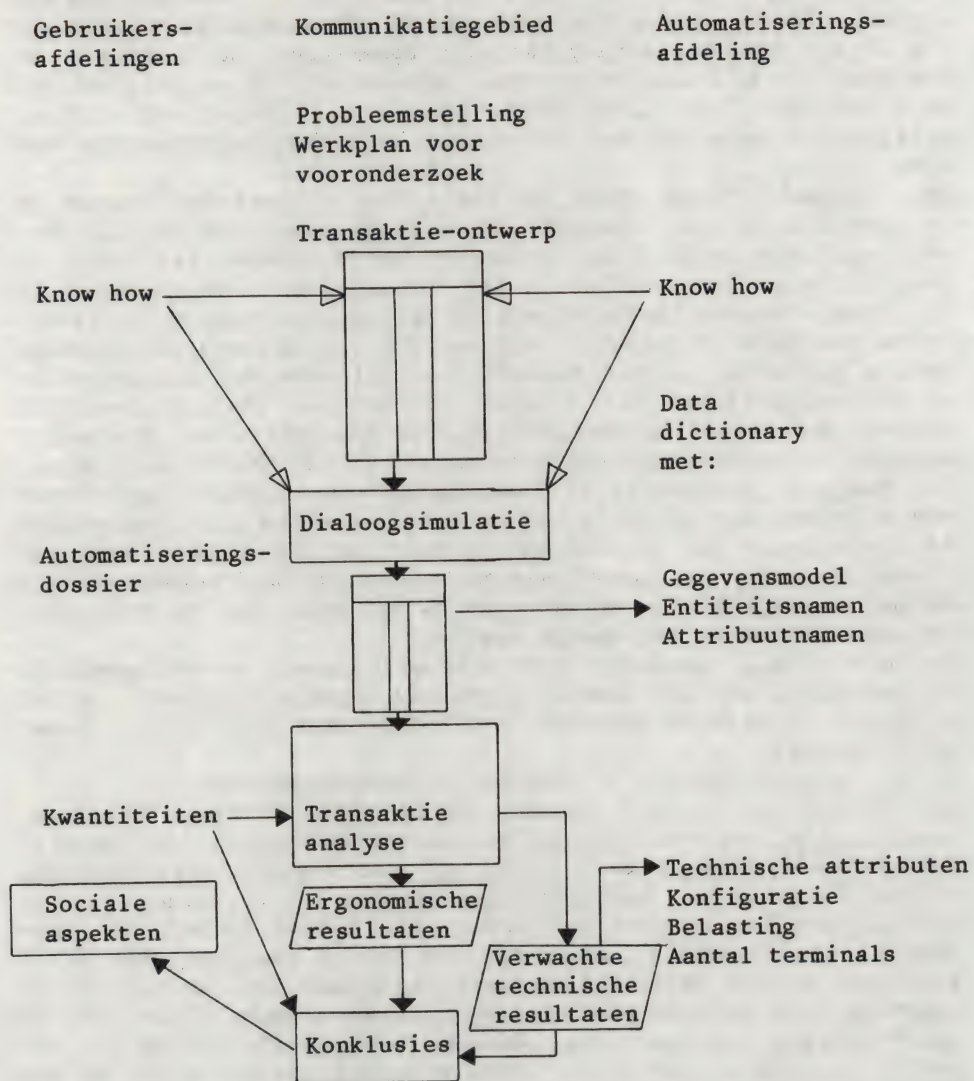 Gebruikers-
afdelingen
Kommunikatiegebied
Automatiserings-
afdeling
Probleemstelling
Werkplan voor
vooronderzoek
Transaktie-ontwerp
Know how
Know how
Data
dictionary
met:
Dialoogsimulatie
Automatiserings-
dossier
Gegevensmodel
Entiteitsnamen
Attribuutnamen
Kwantiteiten
Transaktie
analyse
Technische attributen
Konfiguratie
Belasting
Aantal terminals
Sociale
aspekten
Ergonomische
resultaten
Verwachte
technische
resultaten
Konklusies